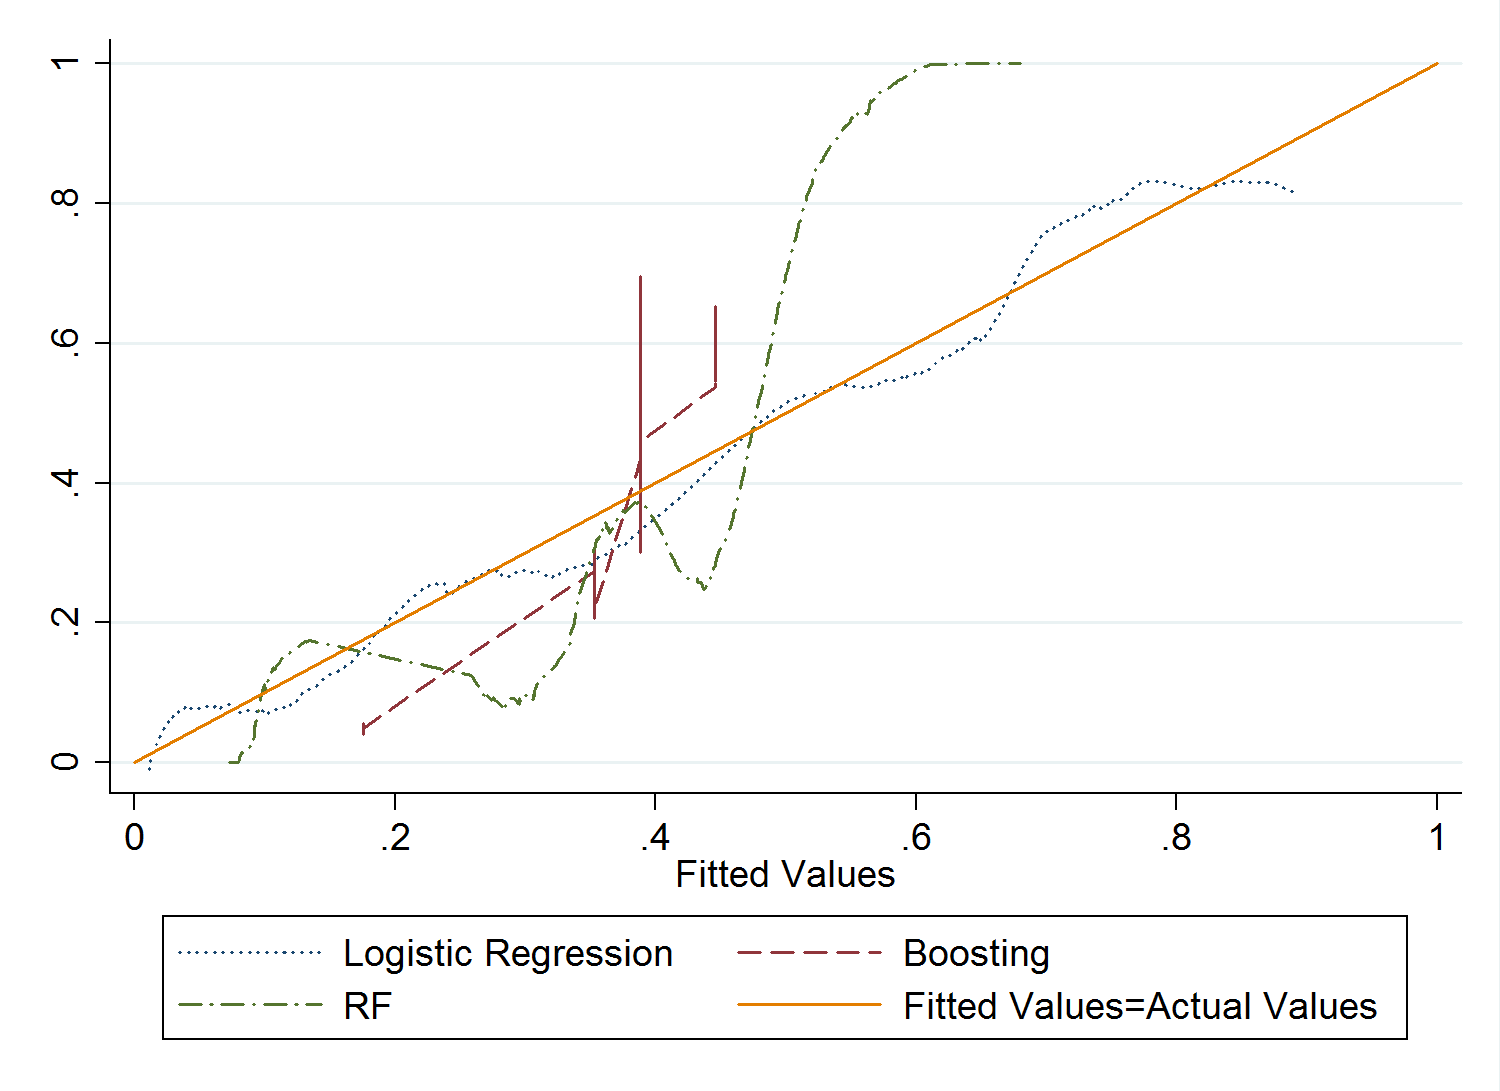 1
.8
.6
.4
.2
0
0 .2 .4 .6 .8 1
Fitted Values
Logistic Regression Boosting
RF Fitted Values=Actual Values